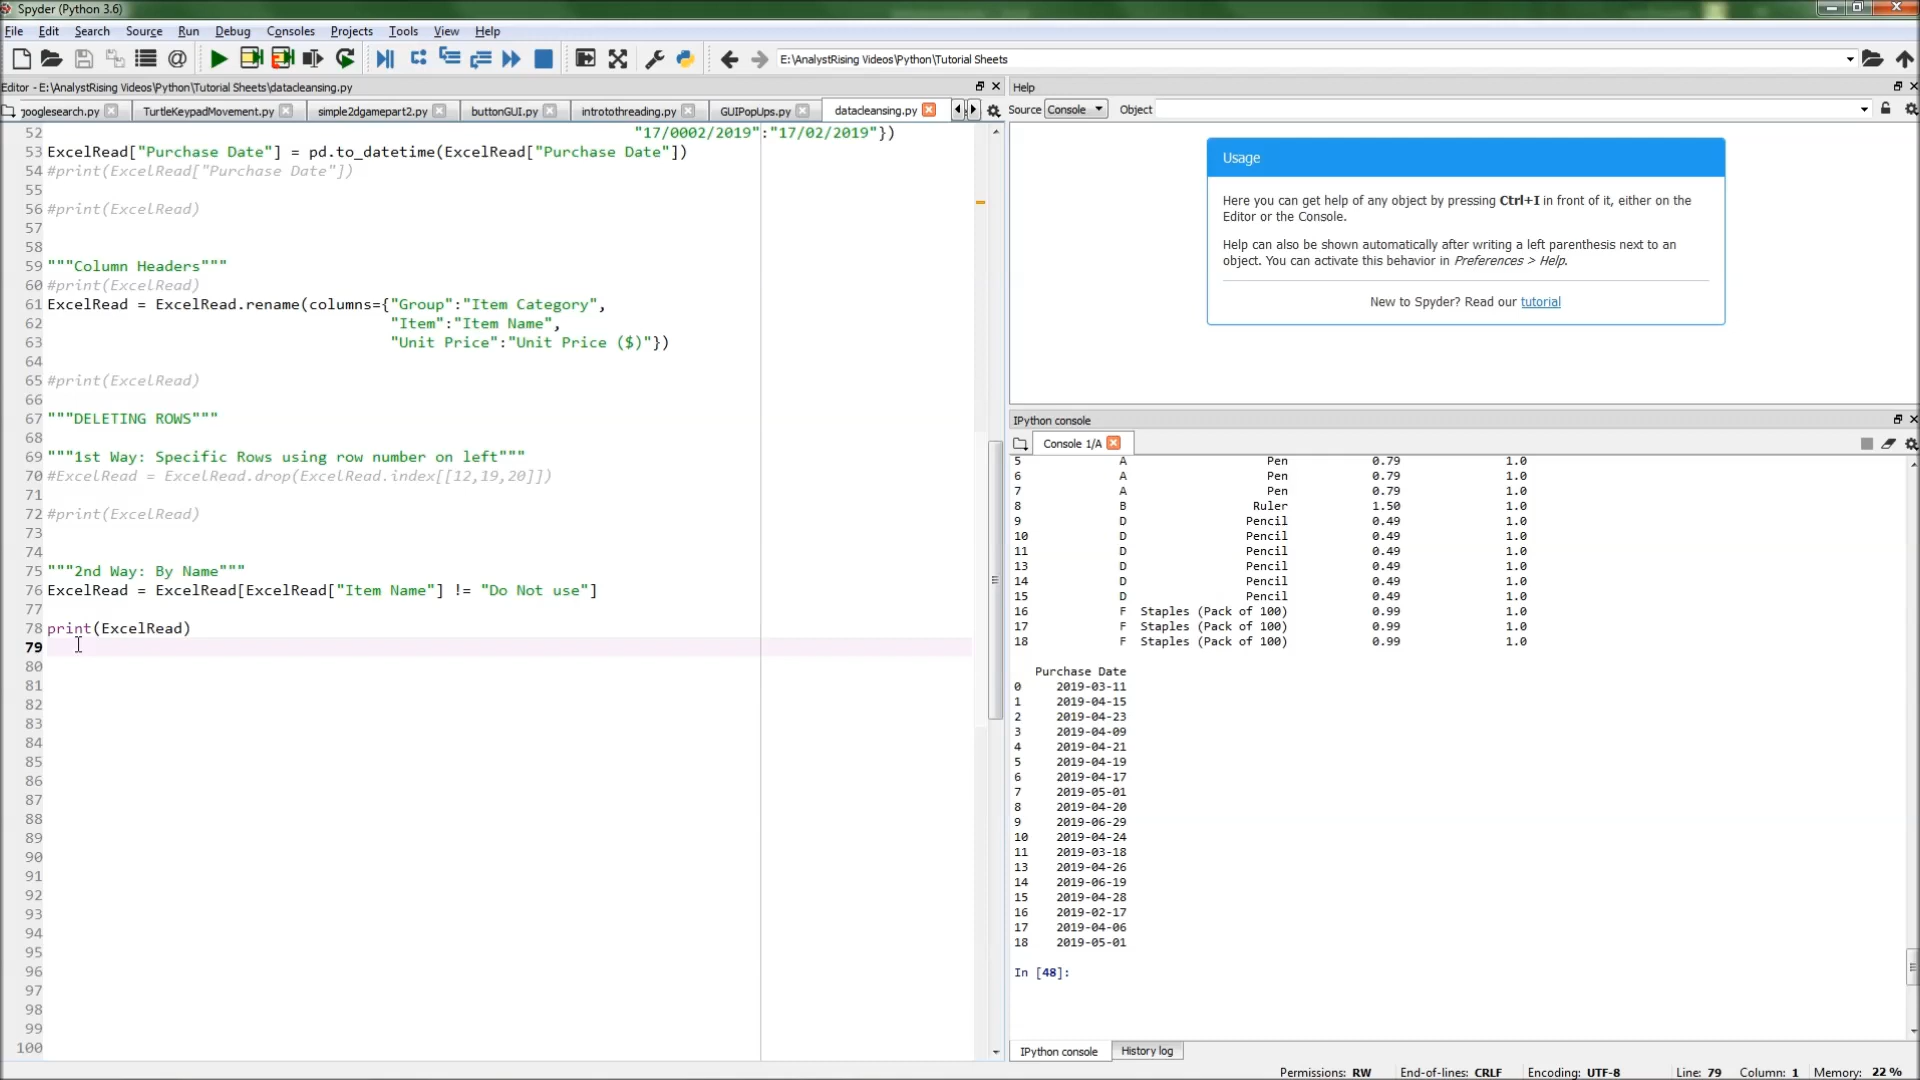 Spyder (Python 3.6)
File Edit Search Source Run Debug Consoles Projects Tools View Help
E:\AnalystRising Videos\Python\Tutorial Sheets
Editor - E:\AnalystRising Videos\Python\Tutorial Sheets\datacleansing.py
googlesearch.py TurtleKeypadMovement.py simple2dgamepart2.py buttonGUI.py introtothreading.py GUIPopUps.py datacleansing.py
52 "17/0002/2019":"17/02/2019"})
53 ExcelRead["Purchase Date"] = pd.to_datetime(ExcelRead["Purchase Date"])
54 #print(ExcelRead["Purchase Date"])
55
56 #print(ExcelRead)
57
58
59 """Column Headers"""
60 #print(ExcelRead)
61 ExcelRead = ExcelRead.rename(columns={"Group":"Item Category",
62 "Item":"Item Name",
63 "Unit Price":"Unit Price ($)"})
64
65 #print(ExcelRead)
66
67 """DELETING ROWS"""
68
69 """1st Way: Specific Rows using row number on left"""
70 #ExcelRead = ExcelRead.drop(ExcelRead.index[[12,19,20]])
71
72 #print(ExcelRead)
73
74
75 """2nd Way: By Name"""
76 ExcelRead = ExcelRead[ExcelRead["Item Name"] != "Do Not use"]
77
78 print(ExcelRead)
79
80
81
82
83
84
85
86
87
88
89
90
91
92
93
94
95
96
97
98
99
100
Help
Source Console Object
Usage
Here you can get help of any object by pressing Ctrl+I in front of it, either on the
Editor or the Console.
Help can also be shown automatically after writing a left parenthesis next to an
object. You can activate this behavior in Preferences > Help.
New to Spyder? Read our tutorial
IPython console
Console 1/A
5 A Pen 0.79 1.0
6 A Pen 0.79 1.0
7 A Pen 0.79 1.0
8 B Ruler 1.50 1.0
9 D Pencil 0.49 1.0
10 D Pencil 0.49 1.0
11 D Pencil 0.49 1.0
13 D Pencil 0.49 1.0
14 D Pencil 0.49 1.0
15 D Pencil 0.49 1.0
16 F Staples (Pack of 100) 0.99 1.0
17 F Staples (Pack of 100) 0.99 1.0
18 F Staples (Pack of 100) 0.99 1.0
Purchase Date
0 2019-03-11
1 2019-04-15
2 2019-04-23
3 2019-04-09
4 2019-04-21
5 2019-04-19
6 2019-04-17
7 2019-05-01
8 2019-04-20
9 2019-06-29
10 2019-04-24
11 2019-03-18
13 2019-04-26
14 2019-06-19
15 2019-04-28
16 2019-02-17
17 2019-04-06
18 2019-05-01
In [48]:
IPython console History log
Permissions: RW End-of-lines: CRLF Encoding: UTF-8 Line: 79 Column: 1 Memory: 22 %